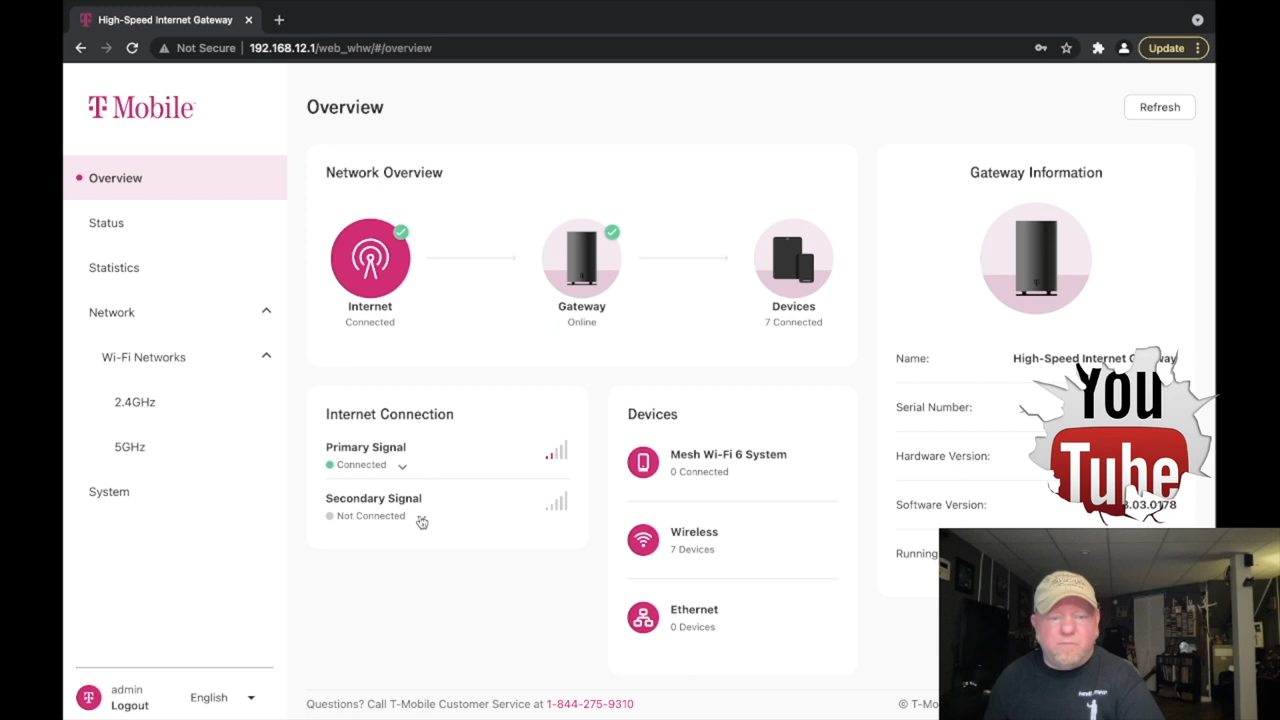 High-Speed Internet Gateway
Not Secure
192.168.12.1/web_whw/#/overview
Update
T Mobile
Overview
Refresh
Overview
Status
Statistics
Network
Wi-Fi Networks
2.4GHz
5GHz
System
admin
Logout
English
Network Overview
Internet
Connected
Gateway
Online
Devices
7 Connected
Internet Connection
Primary Signal
Connected
Secondary Signal
Not Connected
Devices
Mesh Wi-Fi 6 System
0 Connected
Wireless
7 Devices
Ethernet
0 Devices
Gateway Information
Name: High-Speed Internet
Serial Number:
Hardware Version:
Software Version: 3.03.0178
Running
You
Tube
Questions? Call T-Mobile Customer Service at 1-844-275-9310
©